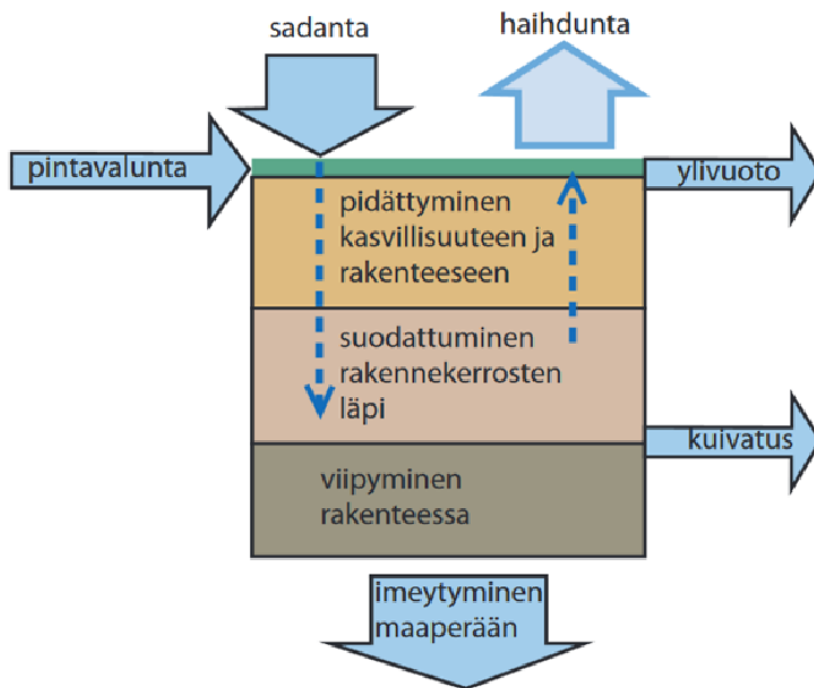 sadanta
haihdunta
pintavalunta
ylivuoto
pidättyminen
kasvillisuuteen ja
rakenteeseen
suodattuminen
rakennekerrosten
läpi
kuivatus
viipyminen
rakenteessa
imeytyminen
maaperään